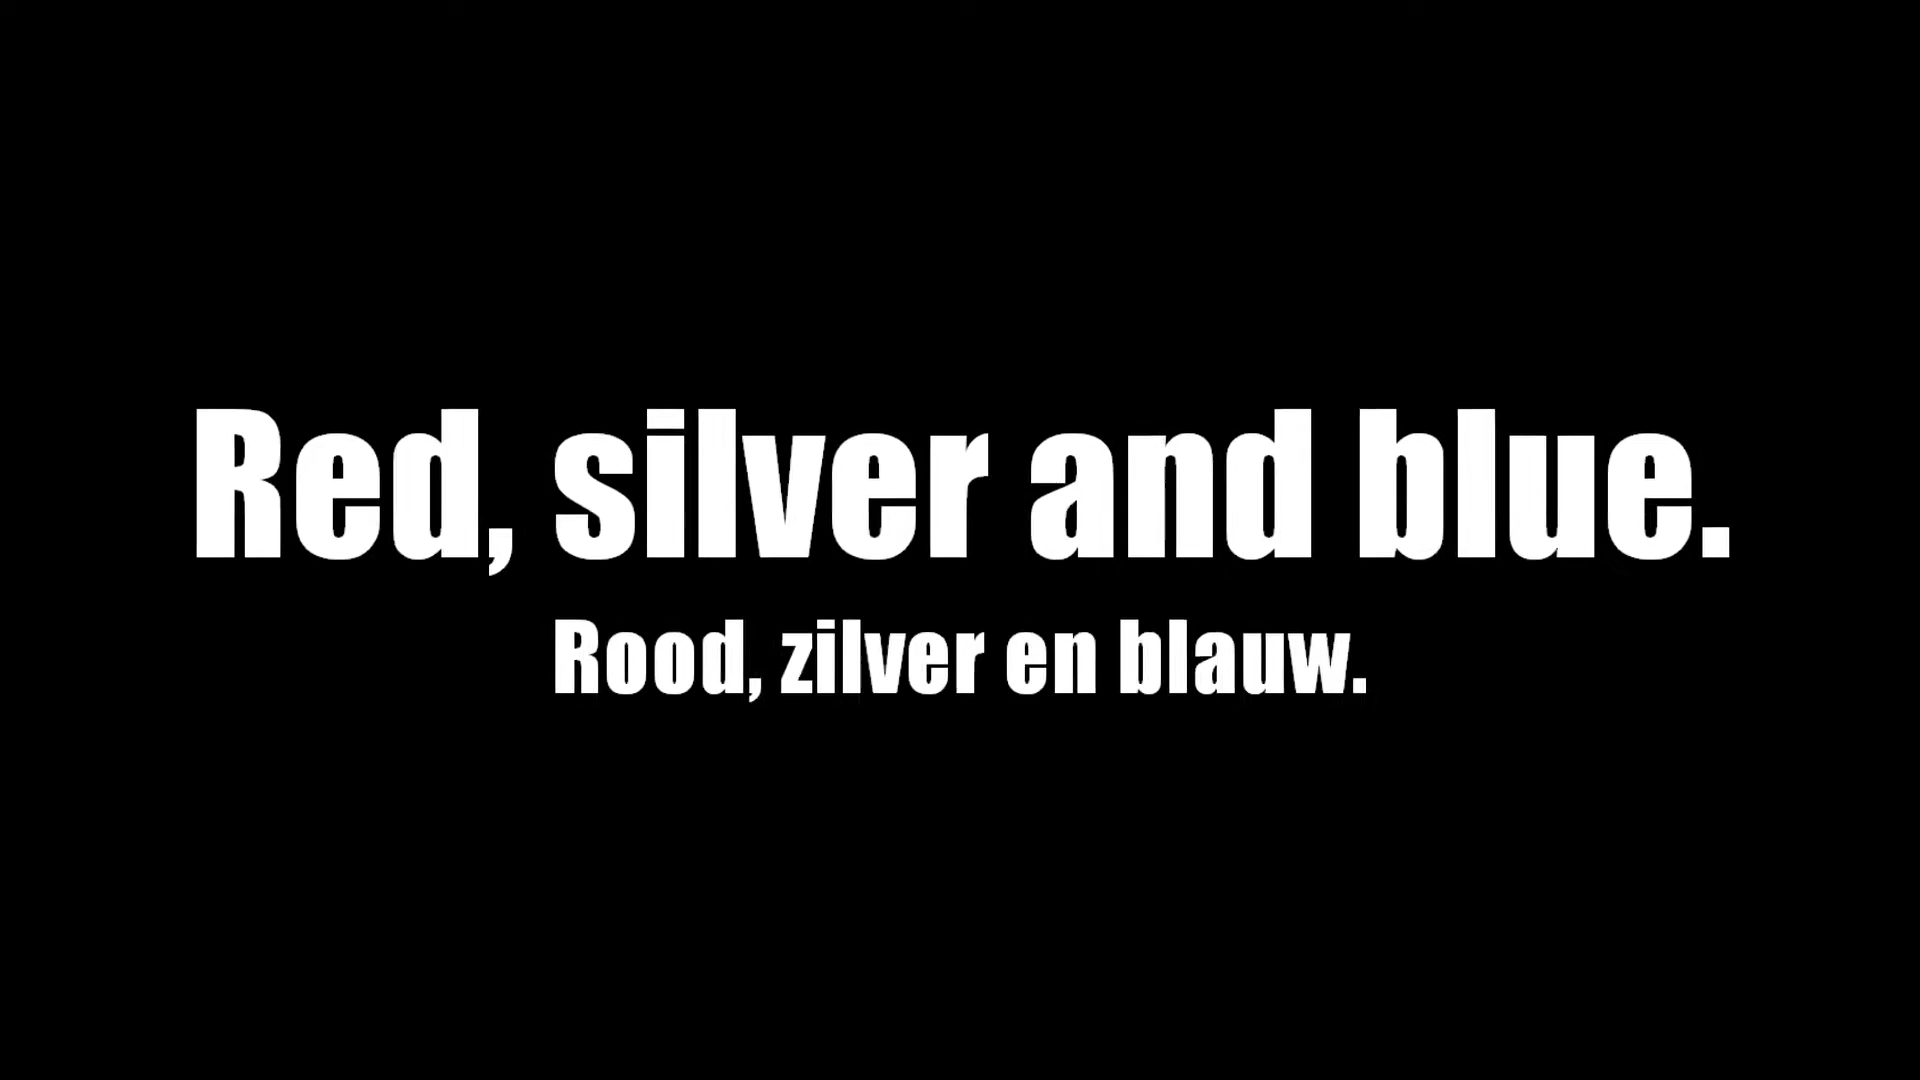 Red, silver and blue.
Rood, zilver en blauw.